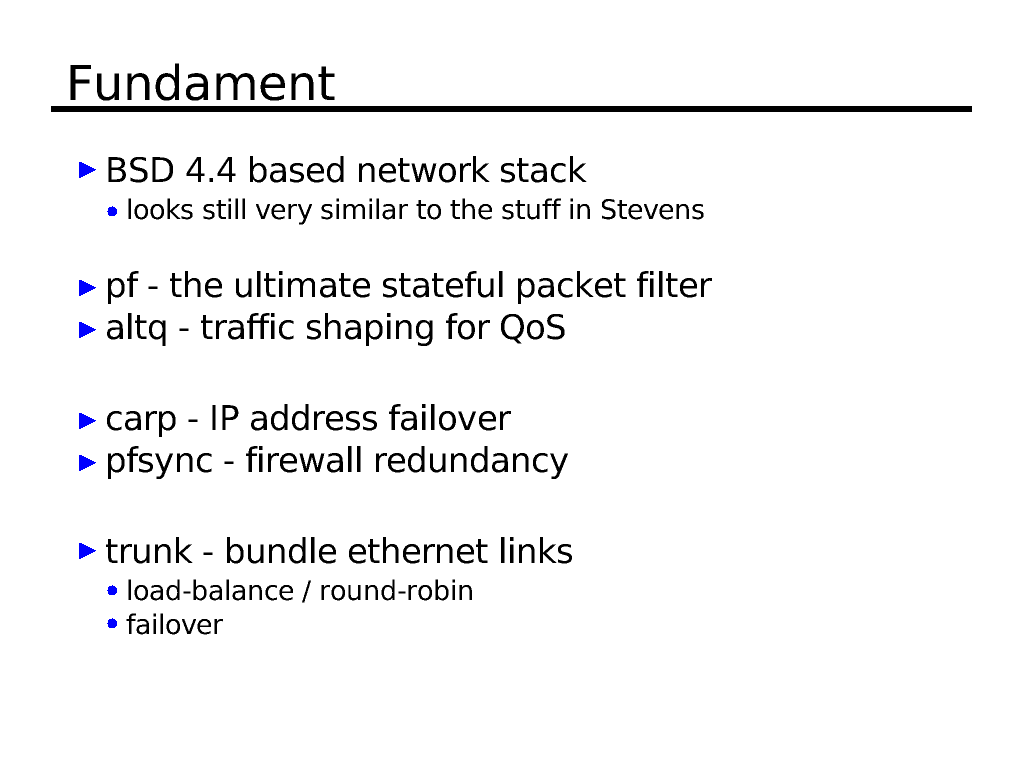 Fundament
BSD 4.4 based network stack
looks still very similar to the stuff in Stevens
pf - the ultimate stateful packet filter
altq - traffic shaping for QoS
carp - IP address failover
pfsync - firewall redundancy
trunk - bundle ethernet links
load-balance / round-robin
failover